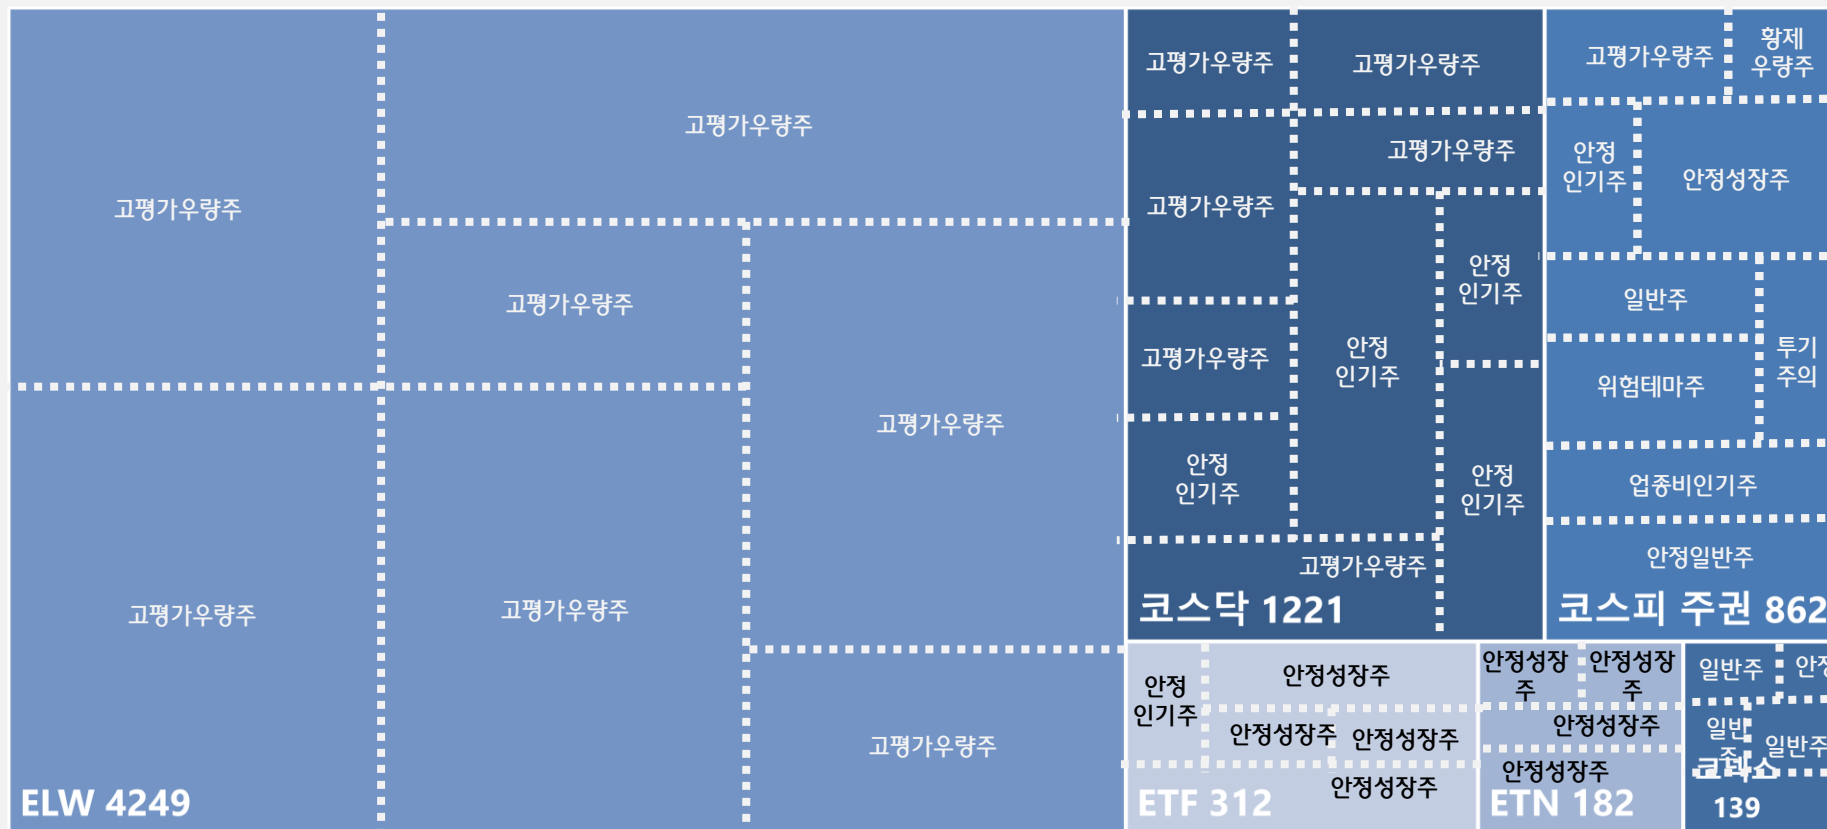 고평가우량주
고평가우량주
고평가우량주
고평가우량주
고평가우량주
고평가우량주
고평가우량주
ELW 4249
고평가우량주
고평가우량주
고평가우량주
고평가우량주
고평가우량주
안정
인기주
안정
인기주
안정
인기주
안정
인기주
고평가우량주
코스닥 1221
고평가우량주
황제
우량주
안정
인기주
안정성장주
일반주
투기
주의
위험테마주
업종비인기주
안정일반주
코스피 주권 862
안정
인기주
안정성장주
안정성장주
안정성장주
안정성장주
ETF 312
안정성장
주
안정성장
주
안정성장주
안정성장주
ETN 182
일반주
일반
주
일반주
139